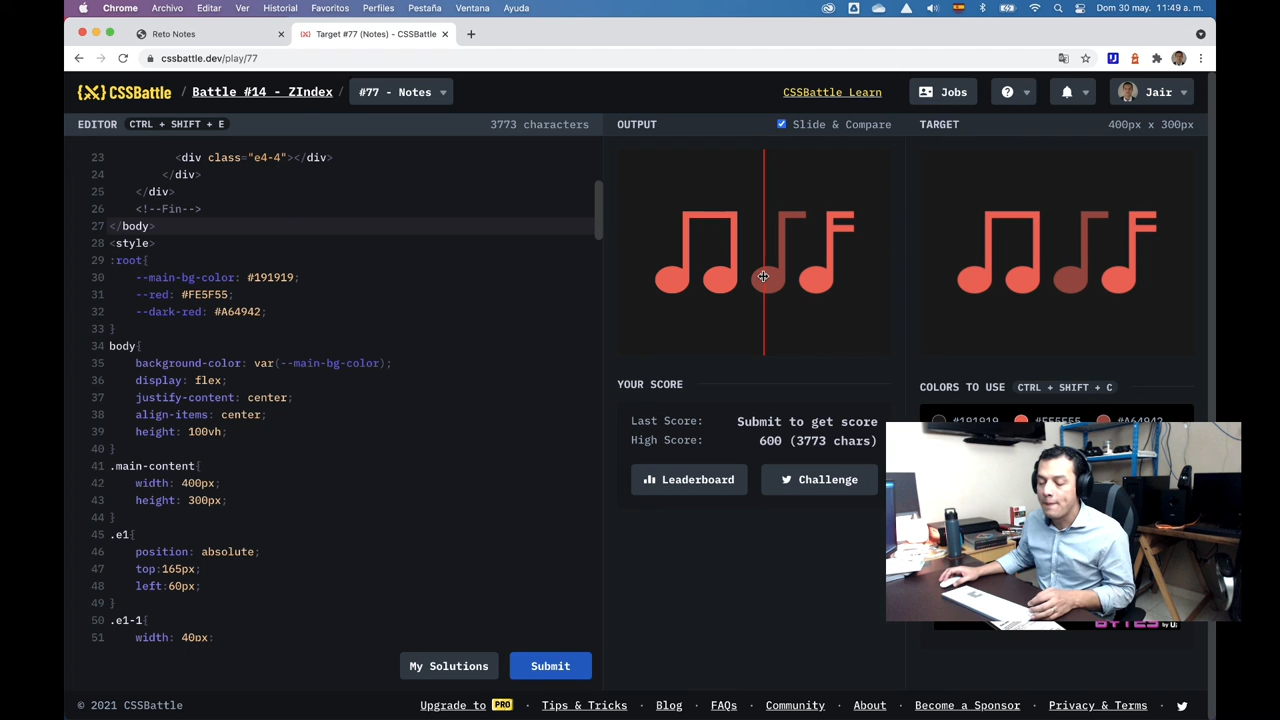 Chrome Archivo Editar Ver Historial Favoritos Perfiles Pestaña Ventana Ayuda
Dom 30 may. 11:49 a. m.
Reto Notes
Target #77 (Notes) - CSSBattle
cssbattle.dev/play/77
CSSBATTLE / Battle #14 - ZIndex / #77 - Notes
CSSBATTLE Learn
Jobs
Jair
EDITOR CTRL + SHIFT + E 3773 characters
OUTPUT Slide & Compare
TARGET 400px x 300px
23 <div class="e4-4"></div>
24 </div>
25 </div>
26 <!--Fin-->
27 </body>
28 <style>
29 :root{
30 --main-bg-color: #191919;
31 --red: #FE5F55;
32 --dark-red: #A64942;
33 }
34 body{
35 background-color: var(--main-bg-color);
36 display: flex;
37 justify-content: center;
38 align-items: center;
39 height: 100vh;
40 }
41 .main-content{
42 width: 400px;
43 height: 300px;
44 }
45 .e1{
46 position: absolute;
47 top:165px;
48 left:60px;
49 }
50 .e1-1{
51 width: 40px;
YOUR SCORE
Last Score: Submit to get score
High Score: 600 (3773 chars)
Leaderboard
Challenge
COLORS TO USE CTRL + SHIFT + C
#191919 #FE5F55 #A64942
BYTES by UI
My Solutions
Submit
© 2021 CSSBattle
Upgrade to PRO
Tips & Tricks
Blog
FAQs
Community
About
Become a Sponsor
Privacy & Terms